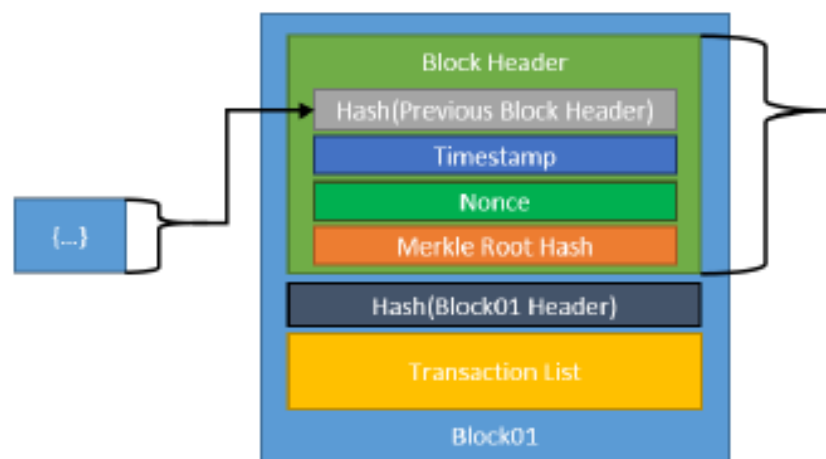 Block Header
Hash(Previous Block Header)
Timestamp
Nonce
{...}
Merkle Root Hash
Hash(Block01 Header)
Transaction List
Block01